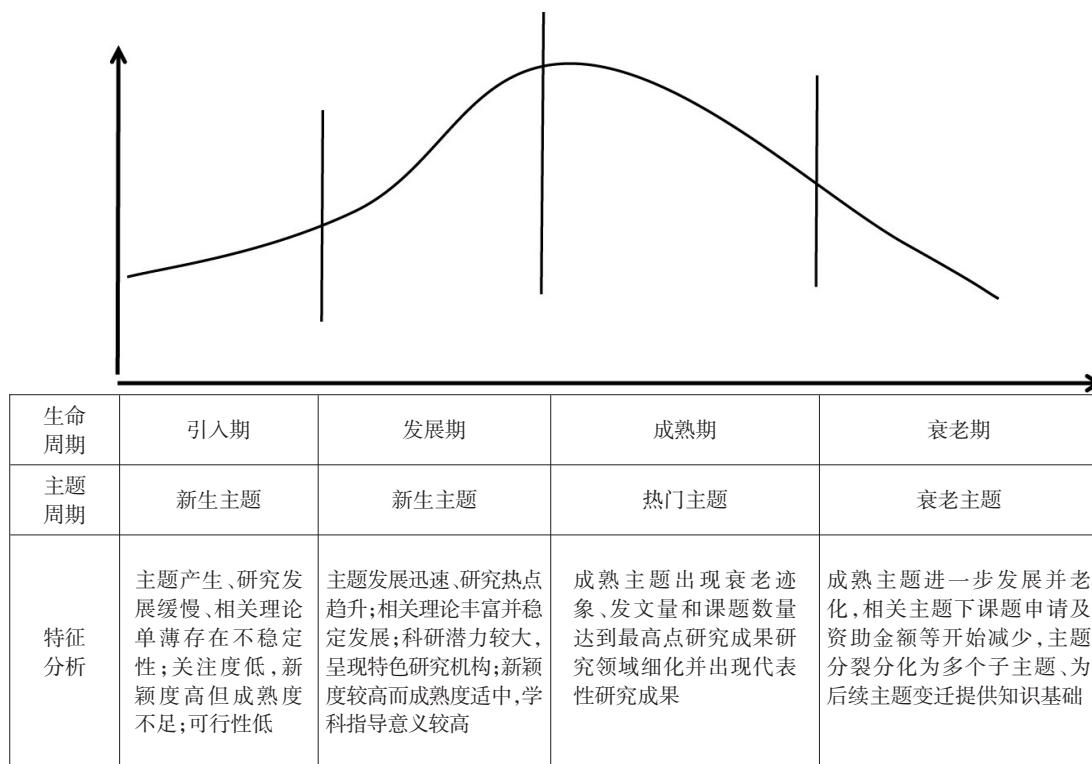 生命
周期
引入期
发展期
成熟期
衰老期
主题
周期
新生主题
新生主题
热门主题
衰老主题
特征
分析
主题产生、研究发
展缓慢、相关理论
单薄存在不稳定
性;关注度低,新
颖度高但成熟度
不足;可行性低
主题发展迅速、研究热点
趋升;相关理论丰富并稳
定发展;科研潜力较大,
呈现特色研究机构;新颖
度较高而成熟度适中,学
科指导意义较高
成熟主题出现衰老迹
象、发文量和课题数量
达到最高点研究成果研
究领域细化并出现代表
性研究成果
成熟主题进一步发展并老
化,相关主题下课题申请及
资助金额等开始减少,主题
分裂分化为多个子主题、为
后续主题变迁提供知识基础